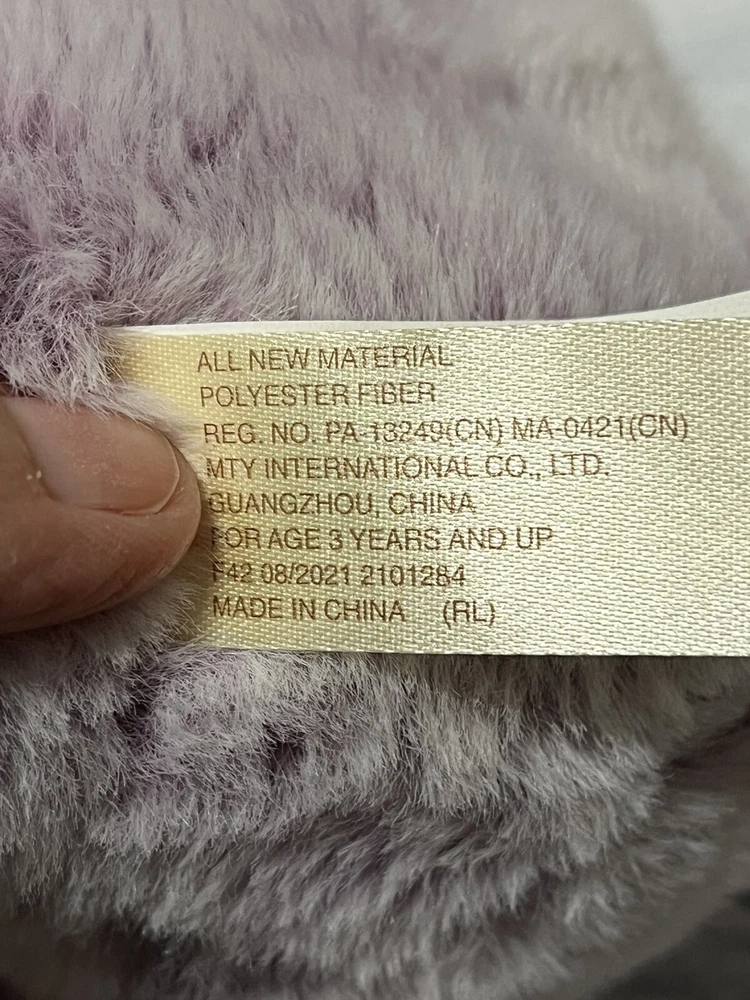 ALL NEW MATERIAL
POLYESTER FIBER
REG. NO. PA-13249(CN) MA-0421(CN)
MTY INTERNATIONAL CO., LTD.
GUANGZHOU, CHINA
FOR AGE 3 YEARS AND UP
F42 08/2021 2101284
MADE IN CHINA (RL)